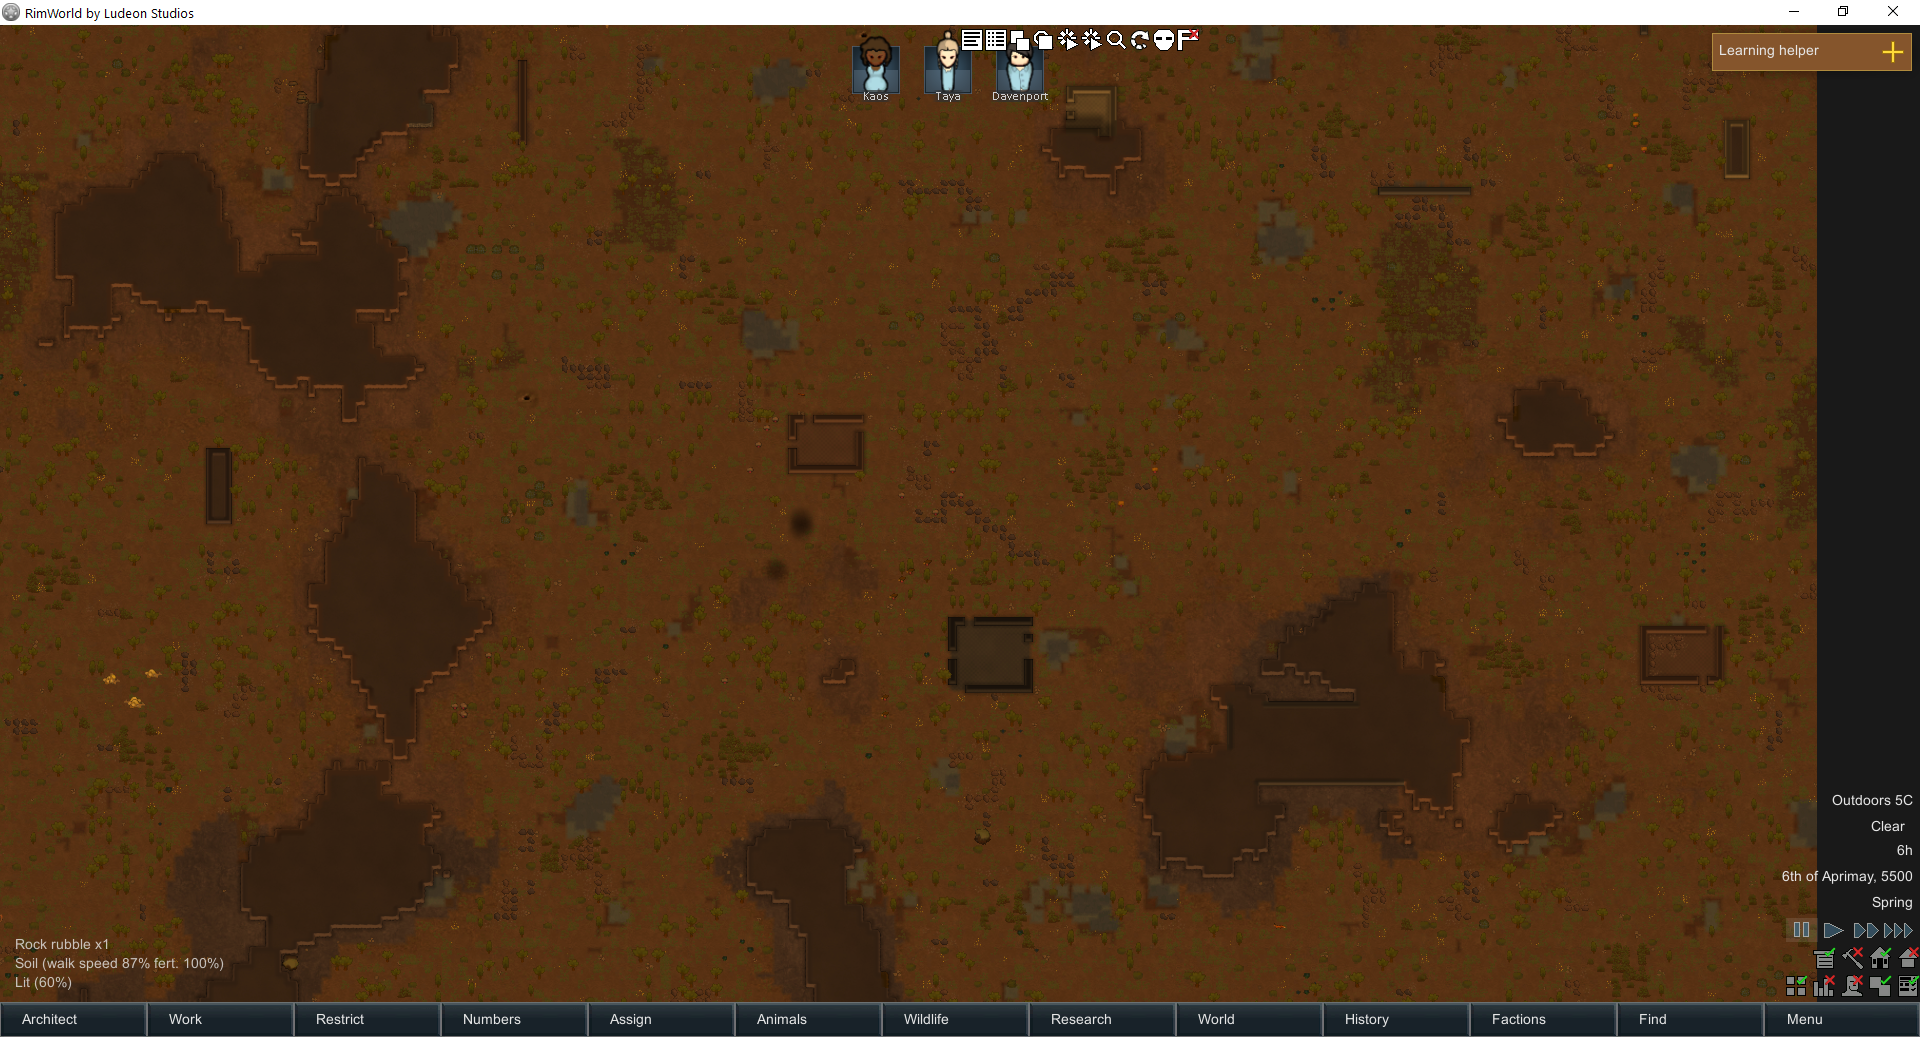 RimWorld by Ludeon Studios
Learning helper
Kaos
Taya
Davenport
Outdoors 5C
Clear
6h
6th of Aprimay, 5500
Spring
Rock rubble x1
Soil (walk speed 87% fert. 100%)
Lit (60%)
Architect
Work
Restrict
Numbers
Assign
Animals
Wildlife
Research
World
History
Factions
Find
Menu